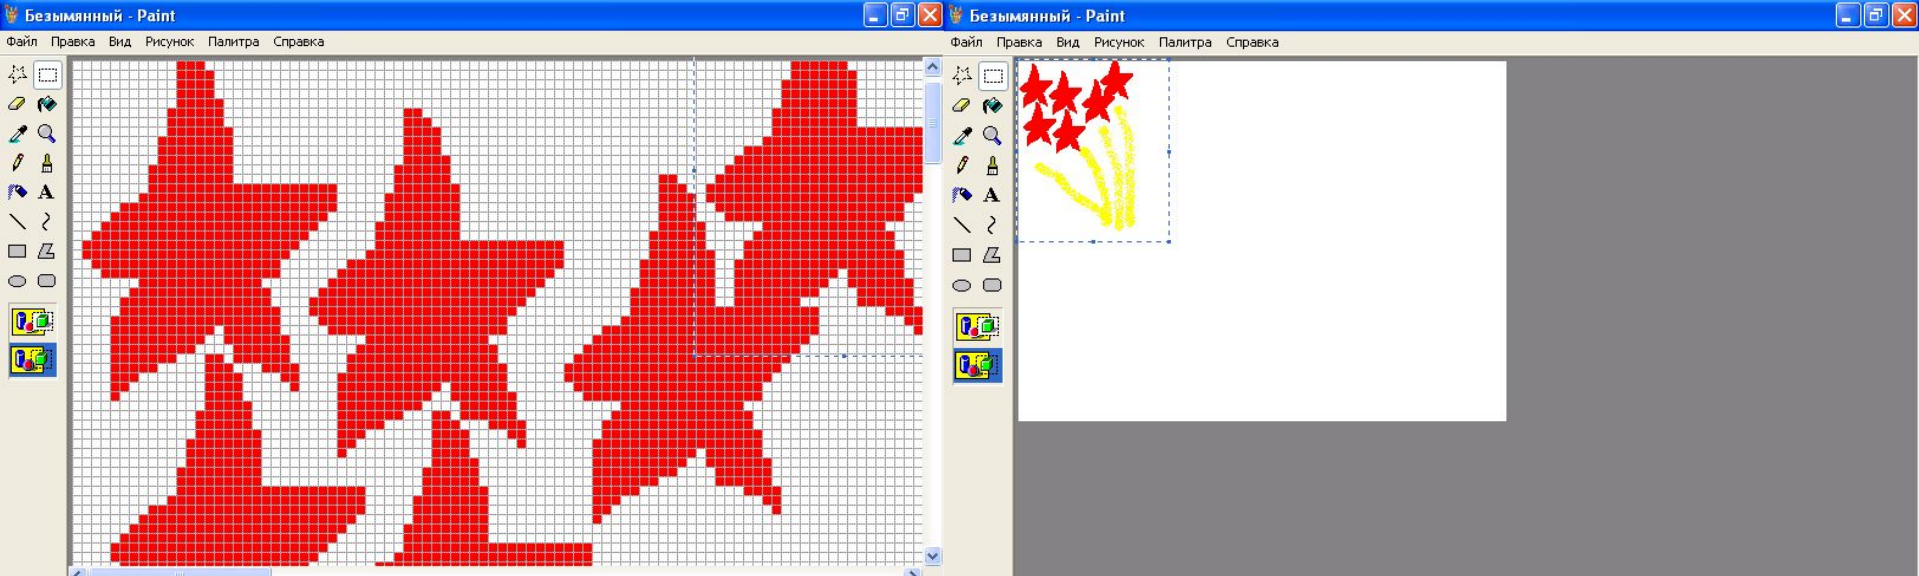 Безымянный - Paint
Файл Правка Вид Рисунок Палитра Справка
A
Безымянный - Paint
Файл Правка Вид Рисунок Палитра Справка
A